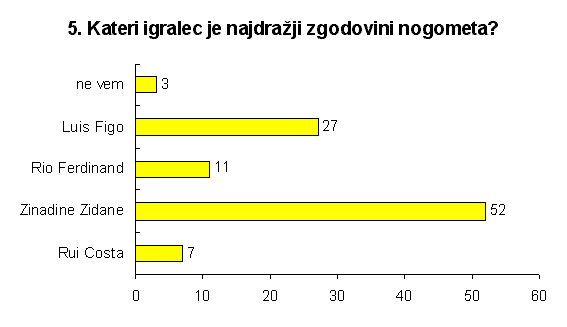 5. Kateri igralec je najdražji zgodovini nogometa?
ne vem 3
Luis Figo 27
Rio Ferdinand 11
Zinadine Zidane 52
Rui Costa 7
0 10 20 30 40 50 60